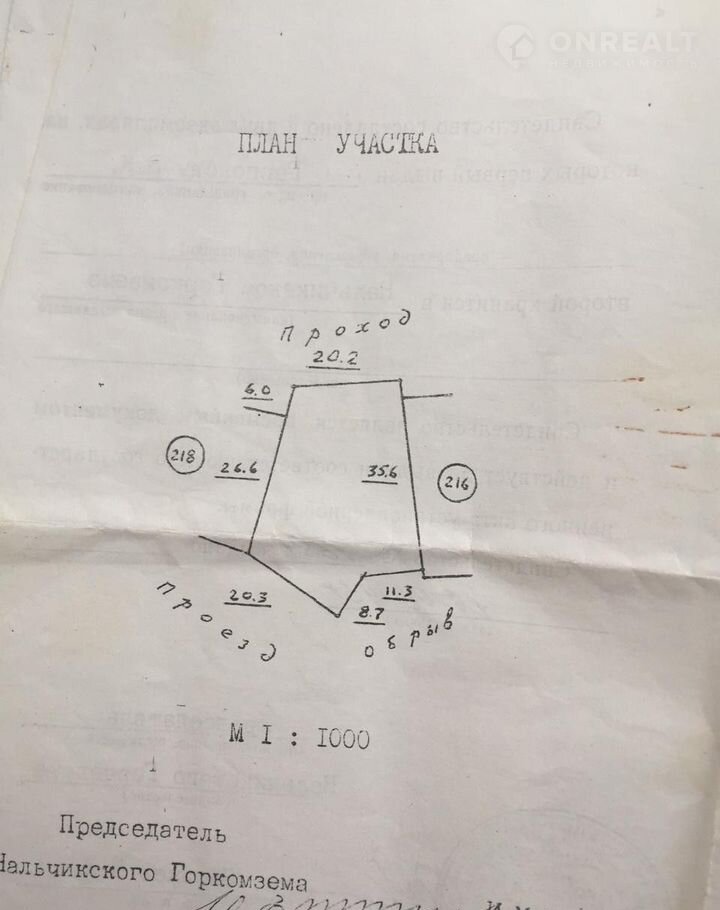 ONREALT
НЕДВИЖИМОСТЬ
ПЛАН УЧАСТКА
Проход
20.2
6.0
218
26.6
35.6
216
20.3
11.3
8.7
Проезд
обрыв
М I : 1000
Председатель
Нальчикского Горкомзема